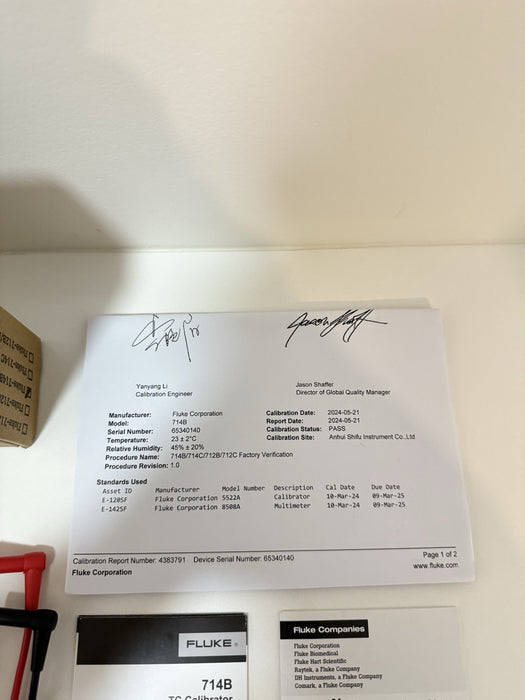 Yanyang Li
Calibration Engineer
Jason Shaffer
Director of Global Quality Manager
Manufacturer: Fluke Corporation
Model: 714B
Serial Number: 65340140
Temperature: 23 ± 2°C
Relative Humidity: 45% ± 20%
Procedure Name: 714B/714C/712B/712C Factory Verification
Procedure Revision: 1.0
Calibration Date: 2024-05-21
Report Date: 2024-05-21
Calibration Status: PASS
Calibration Site: Anhui Shifu Instrument Co.,Ltd
Standards Used
Asset ID Manufacturer Model Number Description Cal Date Due Date
E-1205F Fluke Corporation 5522A Calibrator 10-Mar-24 09-Mar-25
E-1425F Fluke Corporation 8508A Multimeter 10-Mar-24 09-Mar-25
Calibration Report Number: 4383791 Device Serial Number: 65340140
Fluke Corporation
Page 1 of 2
www.fluke.com
FLUKE
714B
TC Calibrator
Fluke Companies
Fluke Corporation
Fluke Biomedical
Fluke Hart Scientific
Raytek, a Fluke Company
DH Instruments, a Fluke Company
Comark, a Fluke Company
Fluke-714C
Fluke-714B